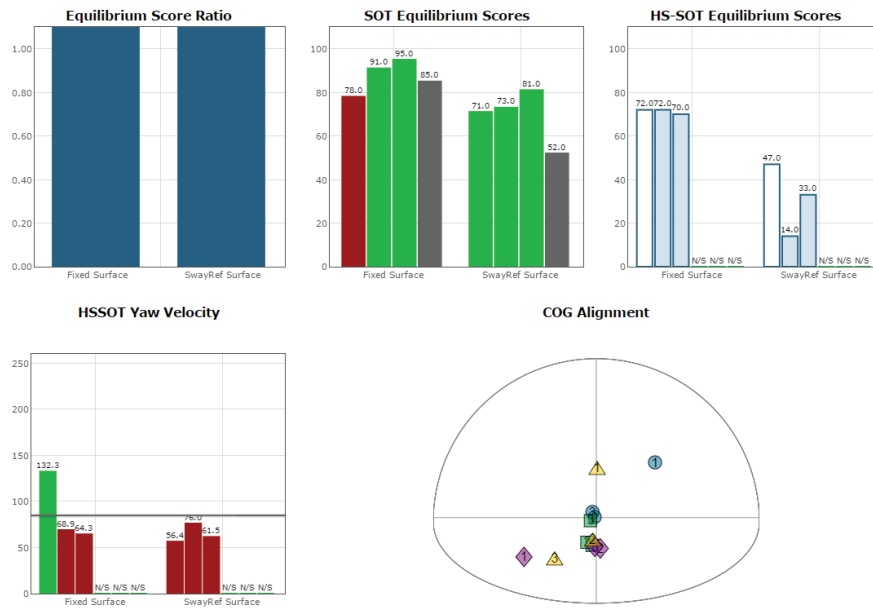 Equilibrium Score Ratio
1.00
0.80
0.60
0.40
0.20
0.00
Fixed Surface
SwayRef Surface
SOT Equilibrium Scores
100
80
60
40
20
0
78.0
91.0
95.0
85.0
71.0
73.0
81.0
52.0
Fixed Surface
SwayRef Surface
HS-SOT Equilibrium Scores
100
80
60
40
20
0
72.0
72.0
70.0
N/S N/S N/S
47.0
14.0
33.0
N/S N/S N/S
Fixed Surface
SwayRef Surface
HSSOT Yaw Velocity
250
200
150
100
50
0
132.3
68.9
64.3
N/S N/S N/S
56.4
76.0
61.5
N/S N/S N/S
Fixed Surface
SwayRef Surface
COG Alignment
1
1
1
3